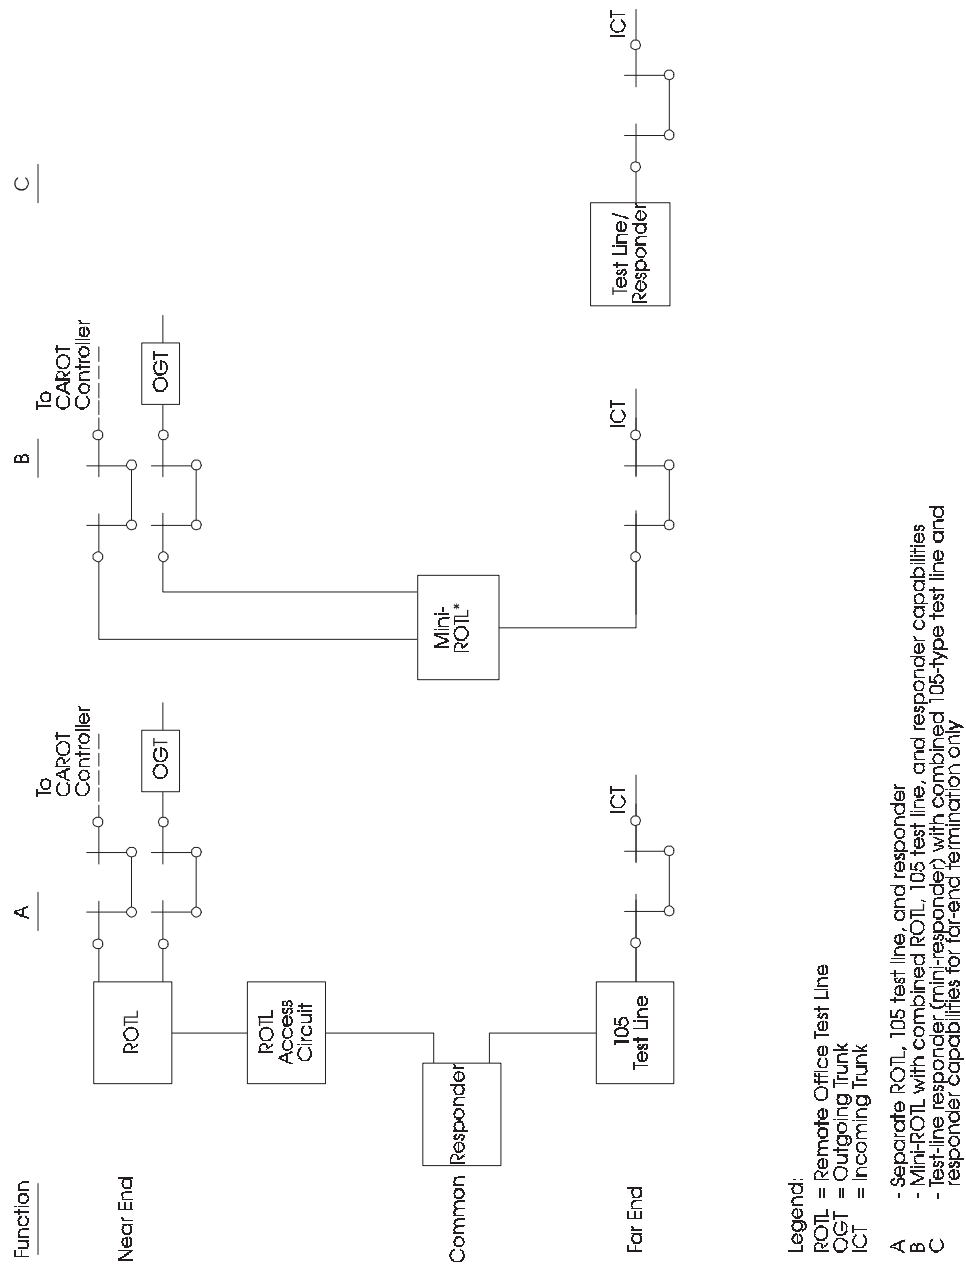 Function
A
B
C
Near End
ROTL
To
CAROT
Controller
OGT
To
CAROT
Controller
OGT
ROTL
Access
Circuit
Common
Responder
Mini-
ROTL*
Far End
105
Test Line
ICT
ICT
Test Line/
Responder
ICT
Legend:
ROTL = Remote Office Test Line
OGT = Outgoing Trunk
ICT = Incoming Trunk
A - Separate ROTL, 105 test line, and responder
B - Mini-ROTL with combined ROTL, 105 test line, and responder capabilities
C - Test-line responder (mini-responder) with combined 105-type test line and
responder capabilities for far-end termination only